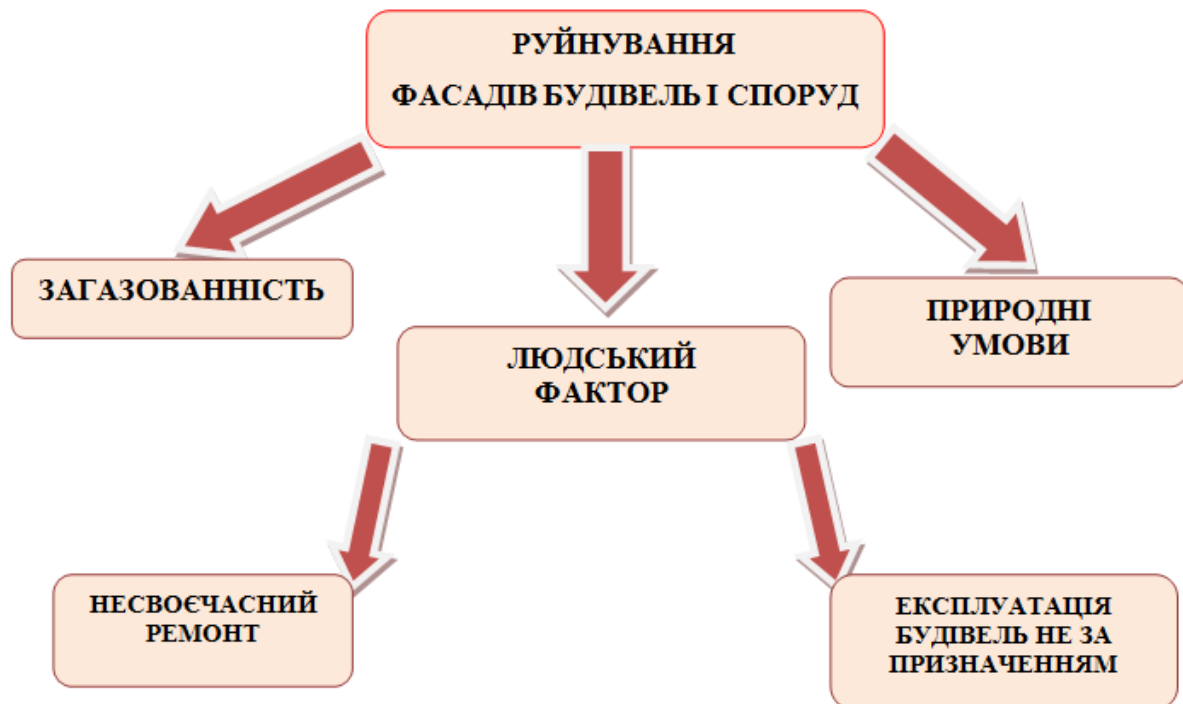 РУЙНУВАННЯ
ФАСАДІВ БУДІВЕЛЬ І СПОРУД
ЗАГАЗОВАННІСТЬ
ЛЮДСЬКИЙ
ФАКТОР
ПРИРОДНІ
УМОВИ
НЕСВОЄЧАСНИЙ
РЕМОНТ
ЕКСПЛУАТАЦІЯ
БУДІВЕЛЬ НЕ ЗА
ПРИЗНАЧЕННЯМ